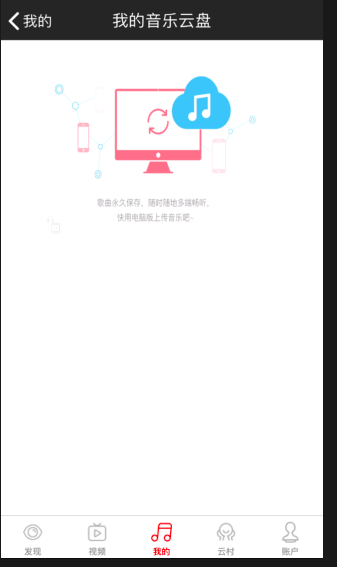 我的
我的音乐云盘
歌曲永久保存，随时随地多端畅听，
快用电脑版上传音乐吧~
发现
视频
我的
云村
账户